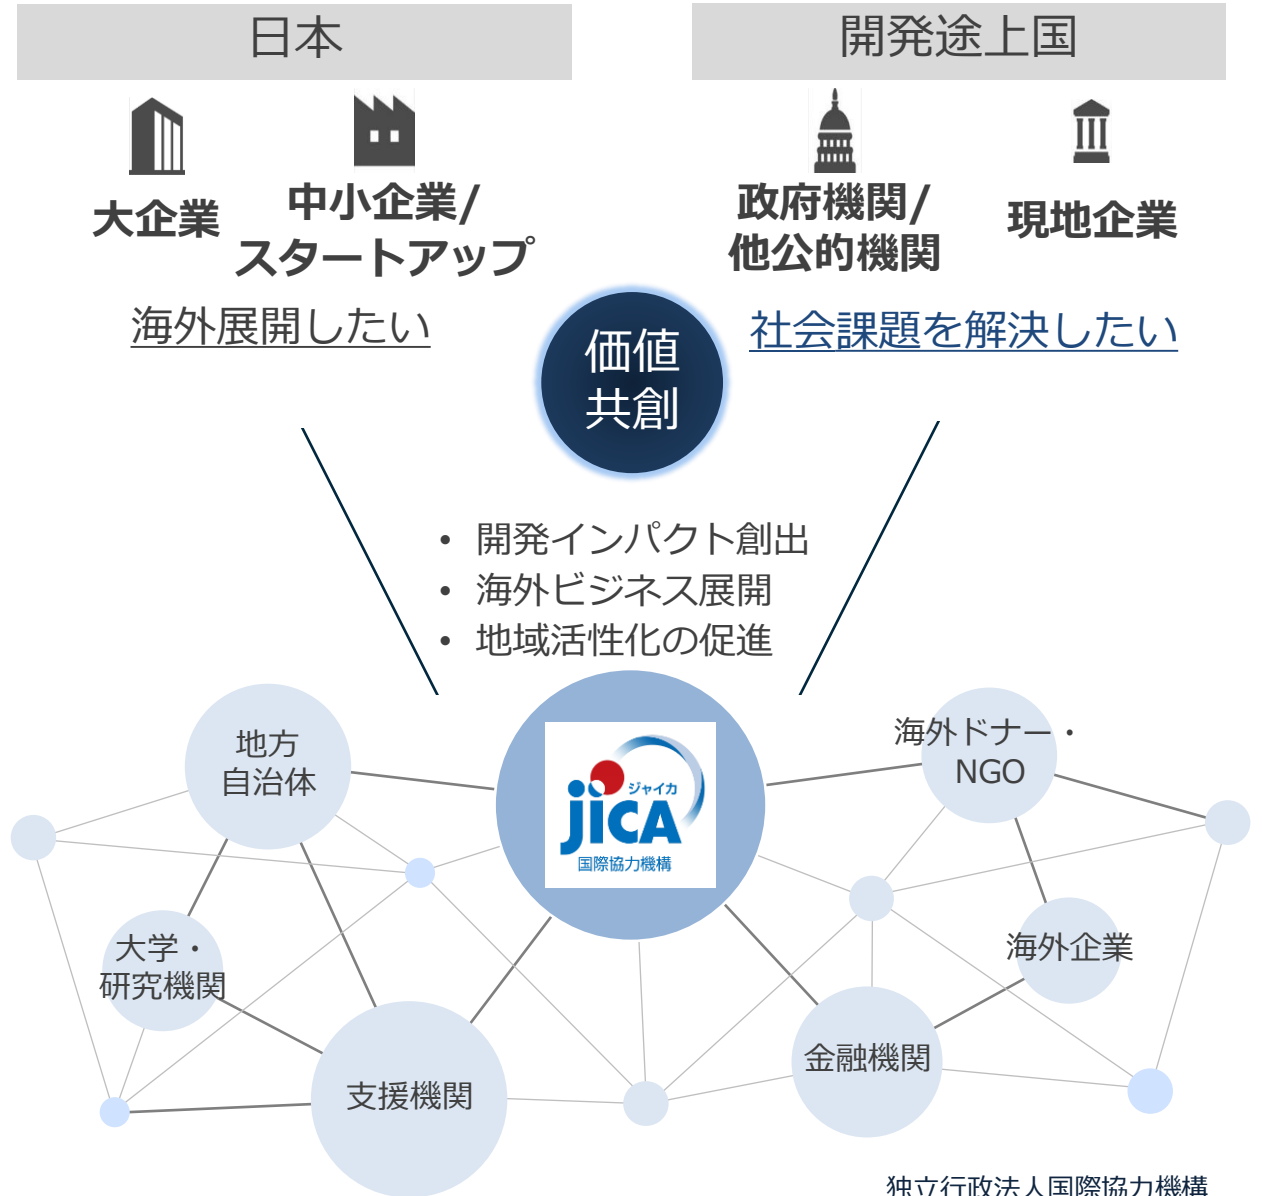 日本
開発途上国
大企業
中小企業/
スタートアップ
政府機関/
他公的機関
現地企業
海外展開したい
社会課題を解決したい
価値
共創
• 開発インパクト創出
• 海外ビジネス展開
• 地域活性化の促進
地方
自治体
ジャイカ
jICA
国際協力機構
海外ドナー・
NGO
大学・
研究機関
海外企業
支援機関
金融機関
独立行政法人国際協力機構